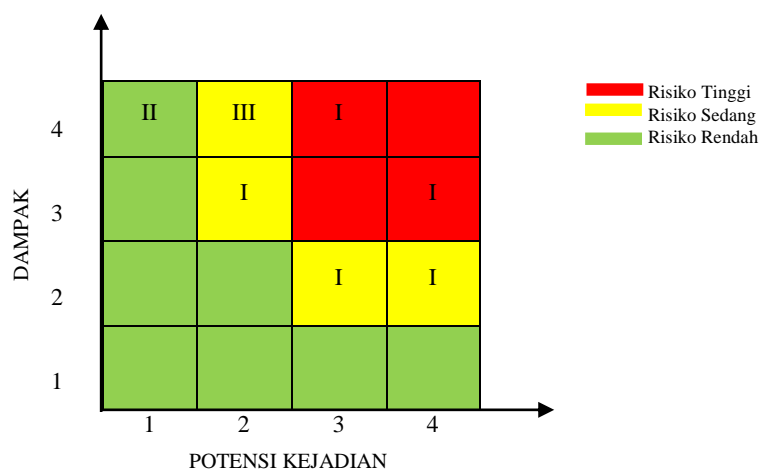 II III I
Risiko Tinggi
Risiko Sedang
Risiko Rendah
4
I I
3
DAMPAK
I I
2
1
1 2 3 4
POTENSI KEJADIAN